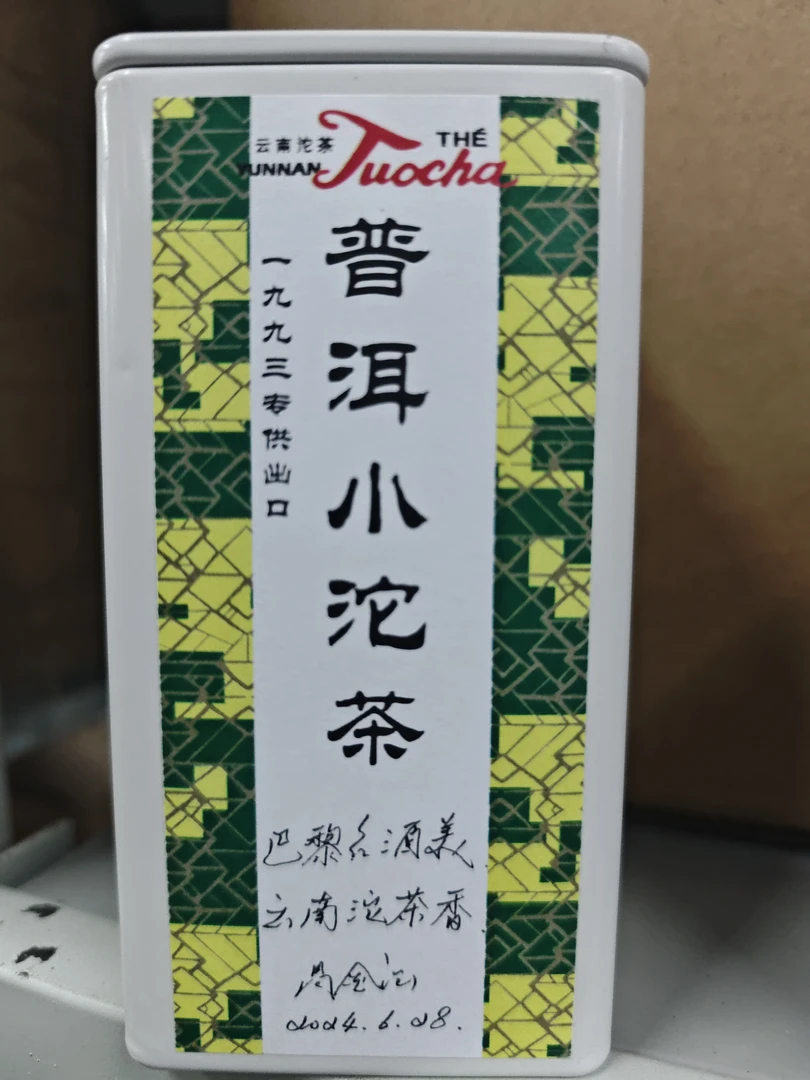 云南沱茶
YUNNAN Tuocha THÉ
普洱小沱茶
一九九三专供出口
巴黎名酒美
云南沱茶香
2024.6.28.